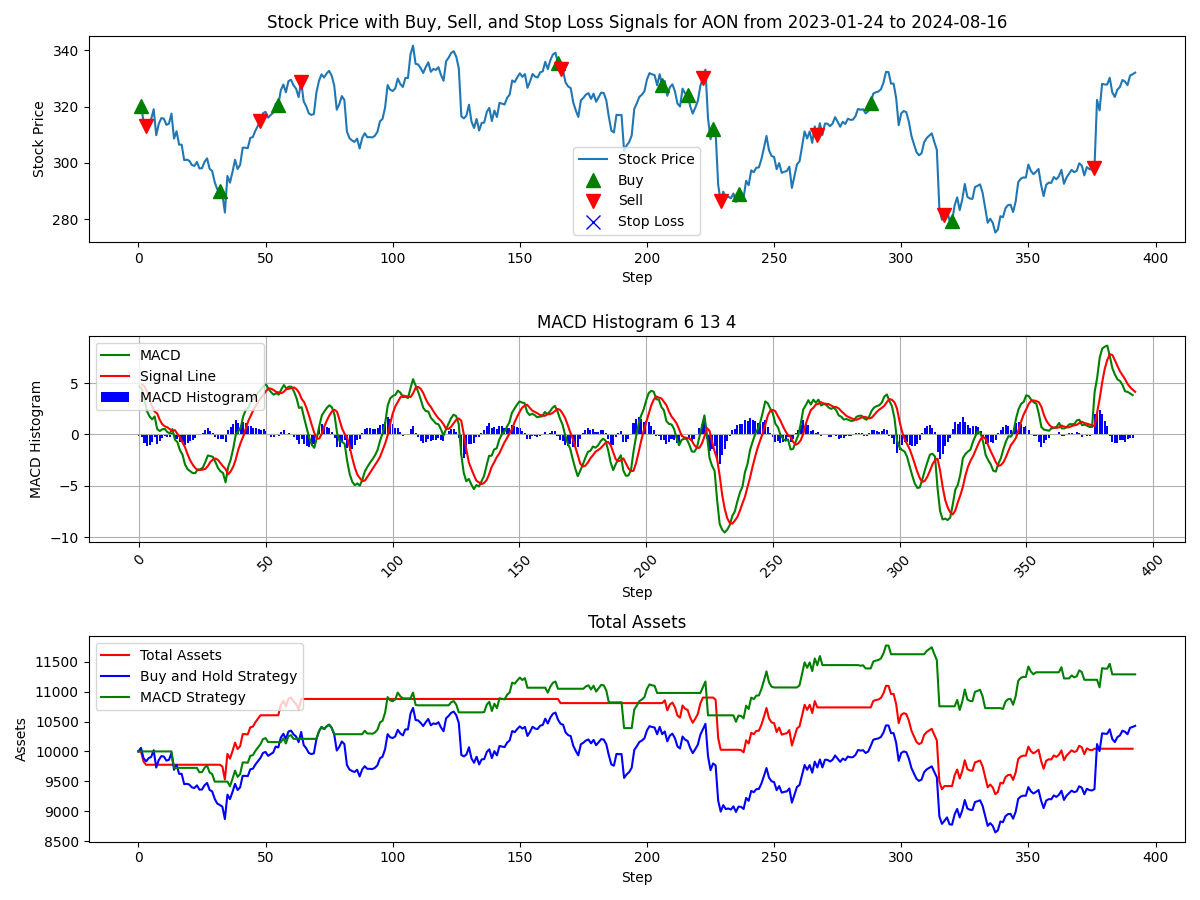 Stock Price with Buy, Sell, and Stop Loss Signals for AON from 2023-01-24 to 2024-08-16
Stock Price
340
320
300
280
Stock Price
Buy
Sell
Stop Loss
0 50 100 150 200 250 300 350 400
Step
MACD Histogram 6 13 4
MACD Histogram
5
0
−5
−10
MACD
Signal Line
MACD Histogram
0 50 100 150 200 250 300 350 400
Step
Total Assets
Assets
11500
11000
10500
10000
9500
9000
8500
Total Assets
Buy and Hold Strategy
MACD Strategy
0 50 100 150 200 250 300 350 400
Step